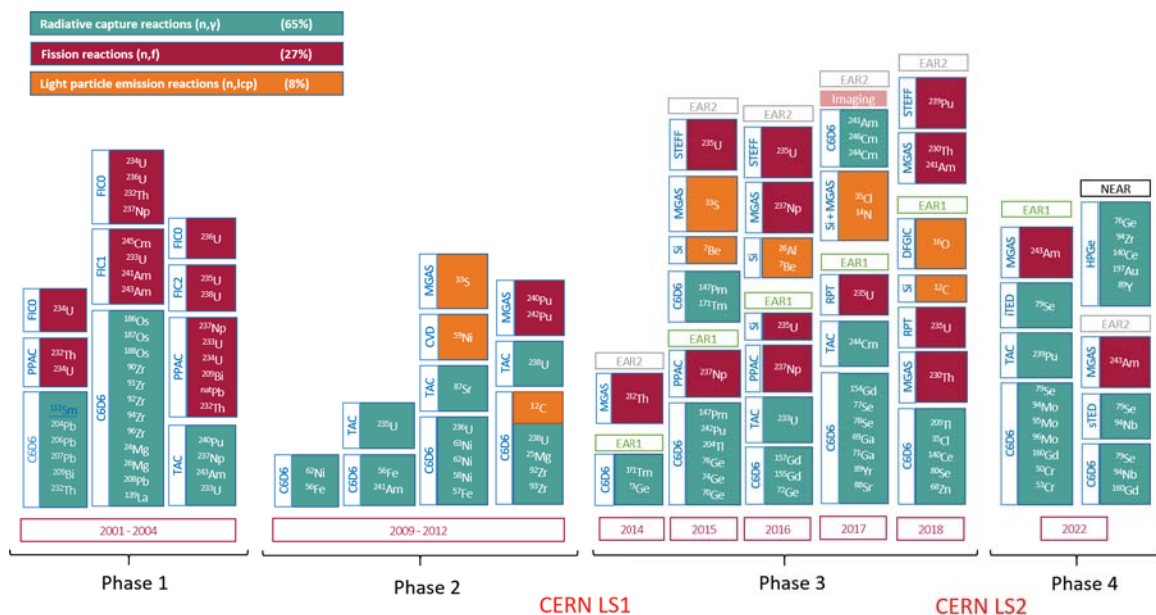 Radiative capture reactions (n,γ) (65%)
Fission reactions (n,f) (27%)
Light particle emission reactions (n,lcp) (8%)
FIC0
²³⁴U
PPAC
²³²Th
²³⁴U
C6D6
¹⁵¹Sm
²⁰⁴Pb
²⁰⁶Pb
²⁰⁷Pb
²⁰⁹Bi
²³²Th
FIC0
²³⁴U
²³⁶U
²³²Th
²³⁷Np
FIC1
²⁴⁵Cm
²³³U
²⁴¹Am
²⁴³Am
C6D6
¹⁸⁶Os
¹⁸⁷Os
¹⁸⁸Os
⁹⁰Zr
⁹¹Zr
⁹²Zr
⁹⁴Zr
⁹⁶Zr
²⁴Mg
²⁶Mg
²⁰⁸Pb
¹³⁹La
FIC0
²³⁶U
FIC2
²³⁵U
²³⁸U
PPAC
²³⁷Np
²³³U
²³⁴U
²⁰⁹Bi
ⁿᵃᵗPb
²³²Th
TAC
²⁴⁰Pu
²³⁷Np
²⁴³Am
²³³U
2001 - 2004
Phase 1
C6D6
⁶²Ni
⁵⁶Fe
TAC
²³⁵U
C6D6
⁵⁶Fe
²⁴¹Am
MGAS
³³S
CVD
⁵⁹Ni
TAC
⁸⁷Sr
C6D6
²³⁶U
⁶³Ni
⁶²Ni
⁵⁸Ni
⁵⁷Fe
MGAS
²⁴⁰Pu
²⁴²Pu
TAC
²³⁸U
C6D6
¹²C
²³⁸U
²⁵Mg
⁹²Zr
⁹³Zr
2009 - 2012
Phase 2
CERN LS1
EAR2
MGAS
²³²Th
EAR1
C6D6
¹⁷¹Tm
⁷³Ge
2014
EAR2
STEFF
²³⁵U
MGAS
³³S
Si
⁷Be
C6D6
¹⁴⁷Pm
¹⁷¹Tm
EAR1
PPAC
²³⁷Np
C6D6
¹⁴⁷Pm
²⁴²Pu
²⁰⁴Tl
⁷⁶Ge
⁷⁴Ge
⁷⁰Ge
2015
EAR2
STEFF
²³⁵U
MGAS
²³⁷Np
Si
²⁶Al
⁷Be
EAR1
Si
²³⁵U
PPAC
²³⁷Np
TAC
²³³U
C6D6
¹⁵⁷Gd
¹⁵⁵Gd
⁷²Ge
2016
EAR2
Imaging
C6D6
²⁴¹Am
²⁴⁶Cm
²⁴⁴Cm
Si + MGAS
³⁵Cl
¹⁴N
EAR1
RPT
²³⁵U
TAC
²⁴⁴Cm
C6D6
¹⁵⁴Gd
⁷⁷Se
⁷⁸Se
⁶⁹Ga
⁷¹Ga
⁸⁹Yr
⁸⁸Sr
2017
EAR2
STEFF
²³⁹Pu
MGAS
²³⁰Th
²⁴¹Am
EAR1
DFGIC
¹⁶O
Si
¹²C
RPT
²³⁵U
MGAS
²³⁰Th
C6D6
²⁰⁵Tl
³⁵Cl
¹⁴⁰Ce
⁸⁰Se
⁶⁸Zn
2018
Phase 3
CERN LS2
EAR1
MGAS
²⁴³Am
iTED
⁷⁹Se
TAC
²³⁹Pu
C6D6
⁷⁹Se
⁹⁴Mo
⁹⁵Mo
⁹⁶Mo
¹⁶⁰Gd
⁵⁰Cr
⁵³Cr
NEAR
HPGe
⁷⁶Ge
⁹⁴Zr
¹⁴⁰Ce
¹⁹⁷Au
⁸⁹Y
EAR2
MGAS
²⁴³Am
sTED
⁷⁹Se
⁹⁴Nb
C6D6
⁷⁹Se
⁹⁴Nb
¹⁶⁰Gd
2022
Phase 4